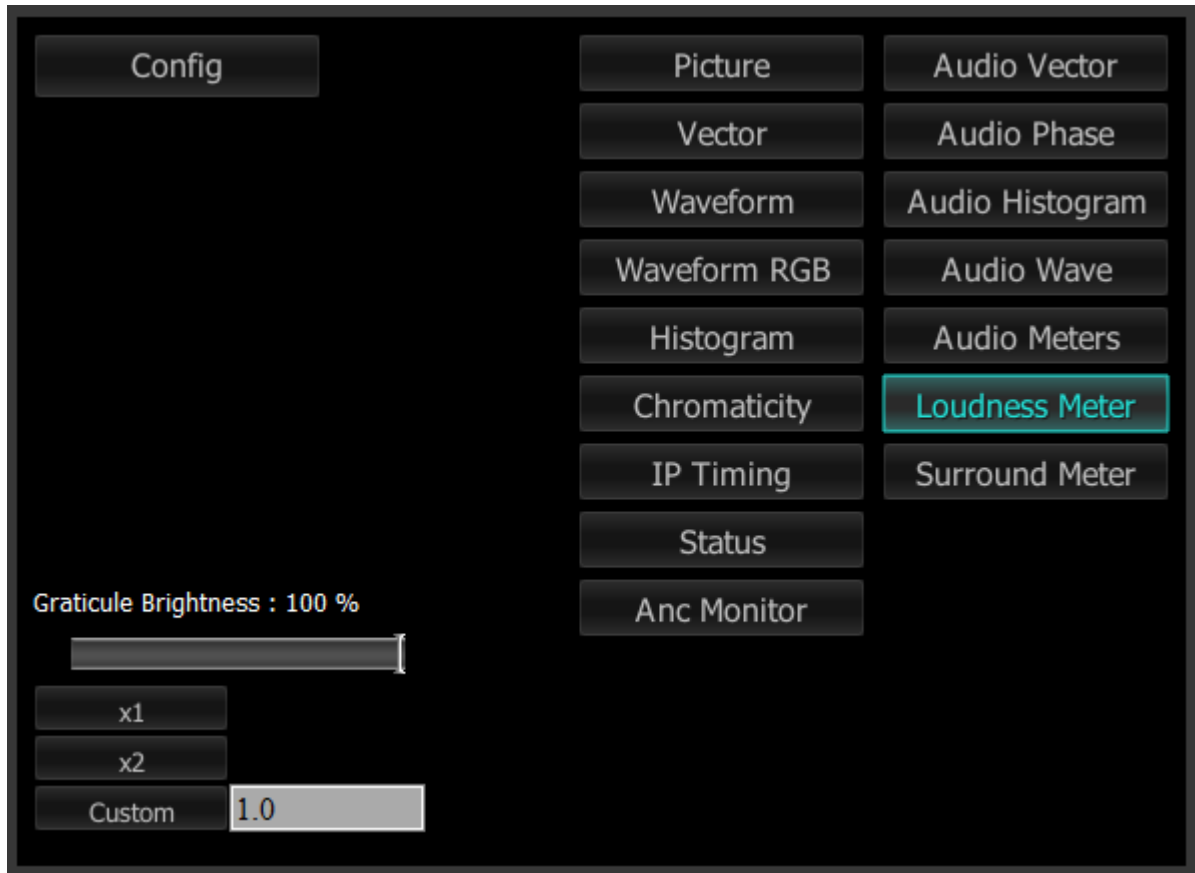 Config
Picture
Audio Vector
Vector
Audio Phase
Waveform
Audio Histogram
Waveform RGB
Audio Wave
Histogram
Audio Meters
Chromaticity
Loudness Meter
IP Timing
Surround Meter
Status
Anc Monitor
Graticule Brightness : 100 %
x1
x2
Custom
1.0